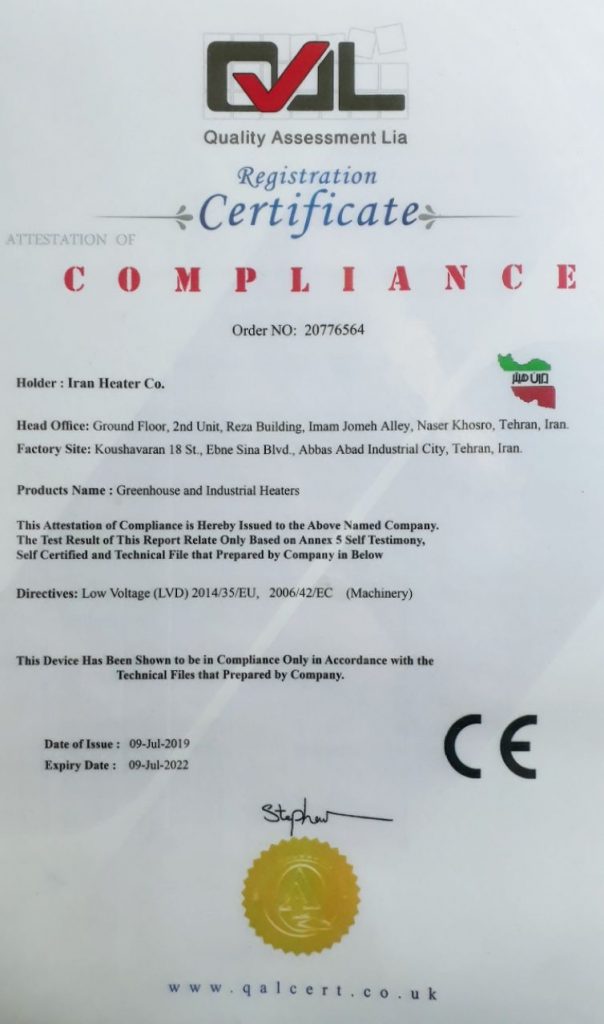 QAL
Quality Assessment Lia
Registration
Certificate
ATTESTATION OF
COMPLIANCE
Order NO: 20776564
Holder : Iran Heater Co.
Head Office: Ground Floor, 2nd Unit, Reza Building, Imam Jomeh Alley, Naser Khosro, Tehran, Iran.
Factory Site: Koushavaran 18 St., Ebne Sina Blvd., Abbas Abad Industrial City, Tehran, Iran.
Products Name : Greenhouse and Industrial Heaters
This Attestation of Compliance is Hereby Issued to the Above Named Company.
The Test Result of This Report Relate Only Based on Annex 5 Self Testimony,
Self Certified and Technical File that Prepared by Company in Below
Directives: Low Voltage (LVD) 2014/35/EU, 2006/42/EC (Machinery)
This Device Has Been Shown to be in Compliance Only in Accordance with the
Technical Files that Prepared by Company.
Date of Issue : 09-Jul-2019
Expiry Date : 09-Jul-2022
CE
www.qalcert.co.uk